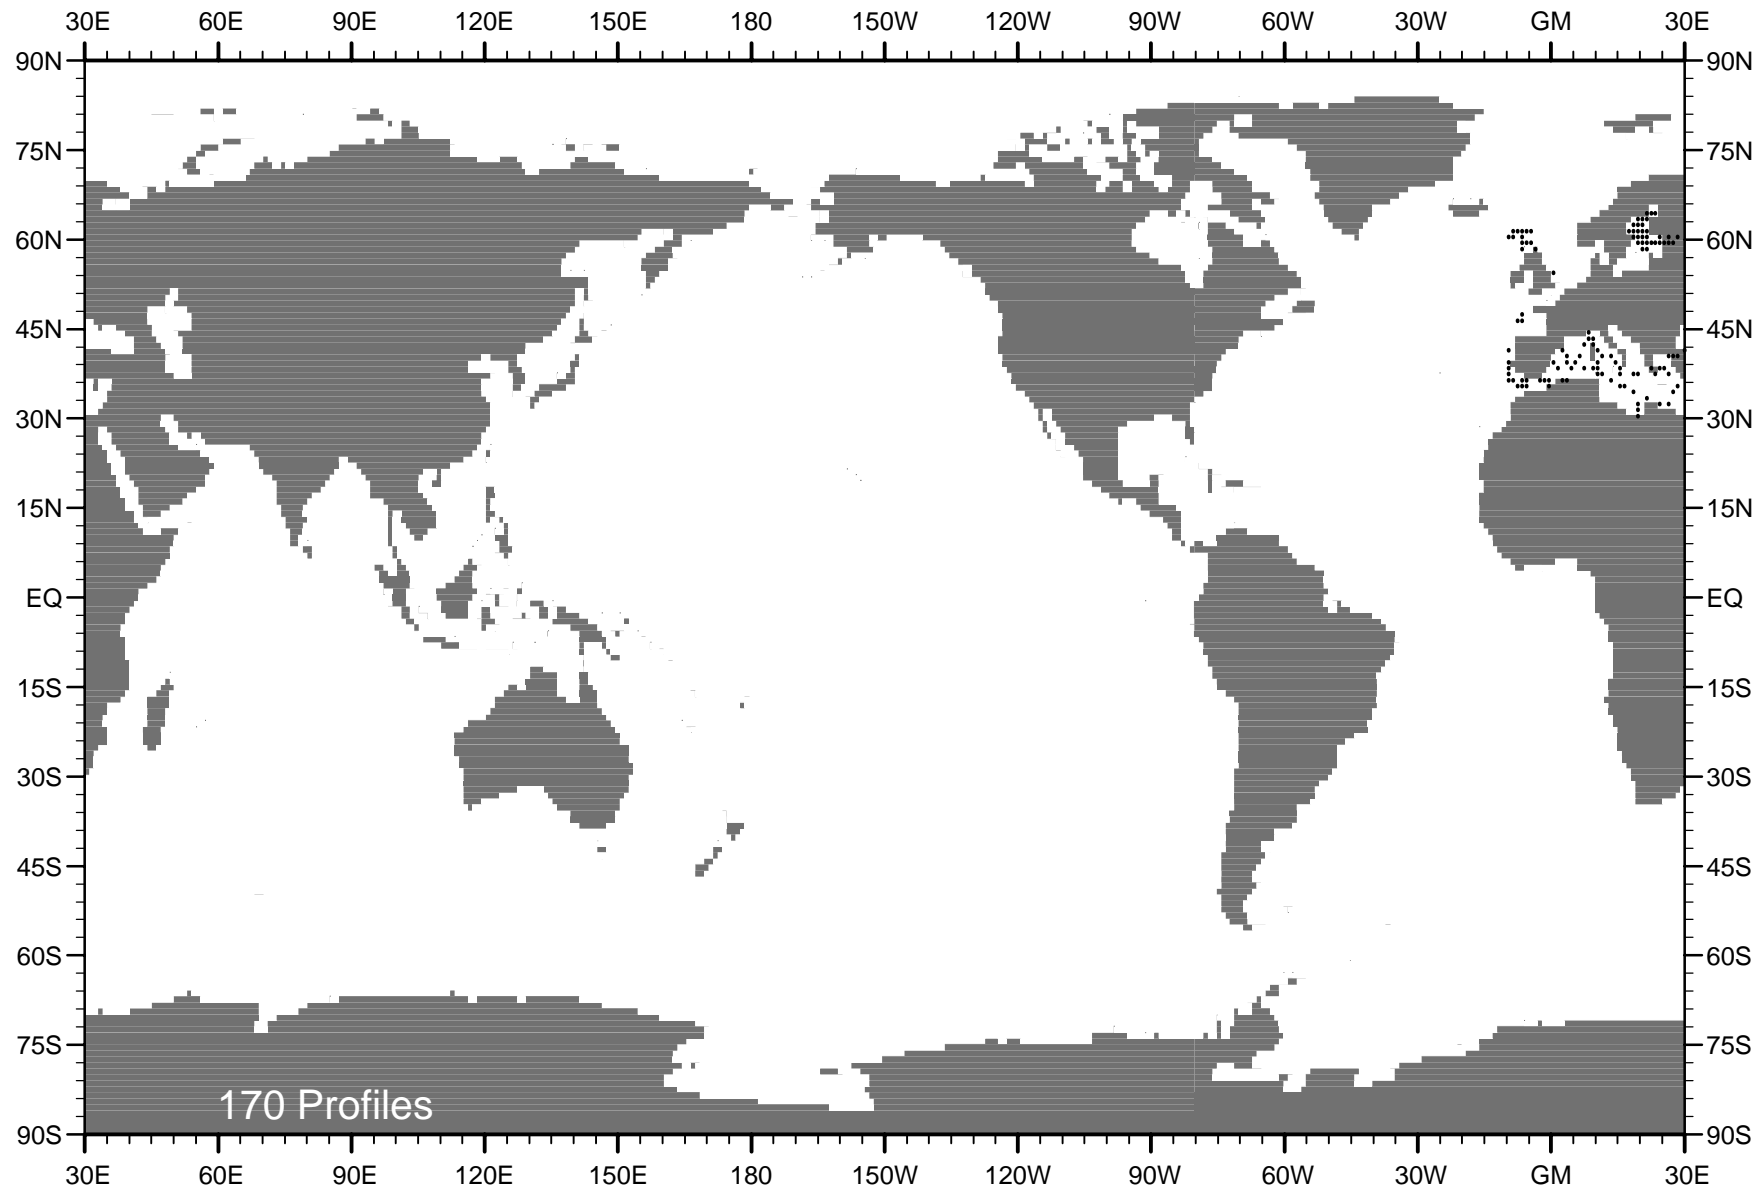 30E 60E 90E 120E 150E 180 150W 120W 90W 60W 30W GM 30E
90N 90N
75N 75N
60N 60N
45N 45N
30N 30N
15N 15N
EQ EQ
15S 15S
30S 30S
45S 45S
60S 60S
75S 75S
170 Profiles
90S 90S
30E 60E 90E 120E 150E 180 150W 120W 90W 60W 30W GM 30E